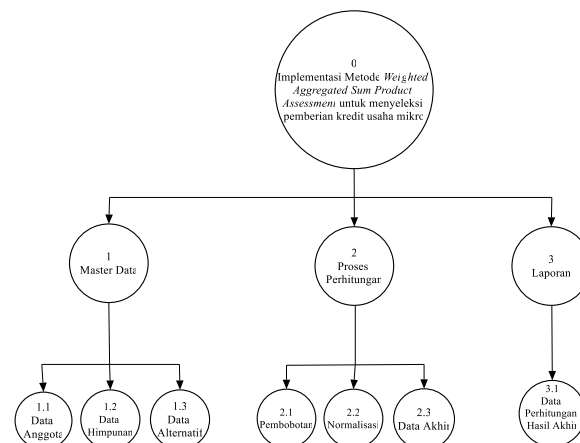 0
Implementasi Metode Weighted
Aggregated Sum Product
Assessment untuk menyeleksi
pemberian kredit usaha mikro
1
Master Data
2
Proses
Perhitungan
3
Laporan
1.1
Data
Anggota
1.2
Data
Himpunan
1.3
Data
Alternatif
2.1
Pembobotan
2.2
Normalisasi
2.3
Data Akhir
3.1
Data
Perhitungan
Hasil Akhir